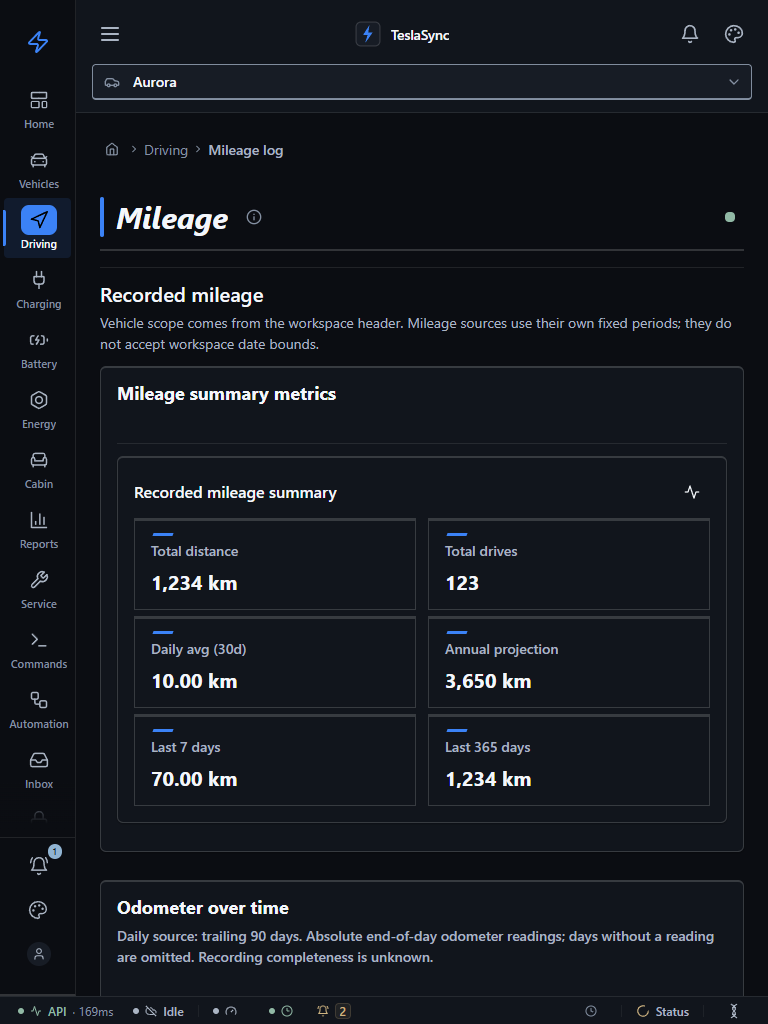 TeslaSync
Aurora
Home
Vehicles
Driving
Charging
Battery
Energy
Cabin
Reports
Service
Commands
Automation
Inbox
1
Driving > Mileage log
Mileage
Recorded mileage
Vehicle scope comes from the workspace header. Mileage sources use their own fixed periods; they do
not accept workspace date bounds.
Mileage summary metrics
Recorded mileage summary
Total distance
1,234 km
Total drives
123
Daily avg (30d)
10.00 km
Annual projection
3,650 km
Last 7 days
70.00 km
Last 365 days
1,234 km
Odometer over time
Daily source: trailing 90 days. Absolute end-of-day odometer readings; days without a reading
are omitted. Recording completeness is unknown.
API · 169ms
Idle
2
Status